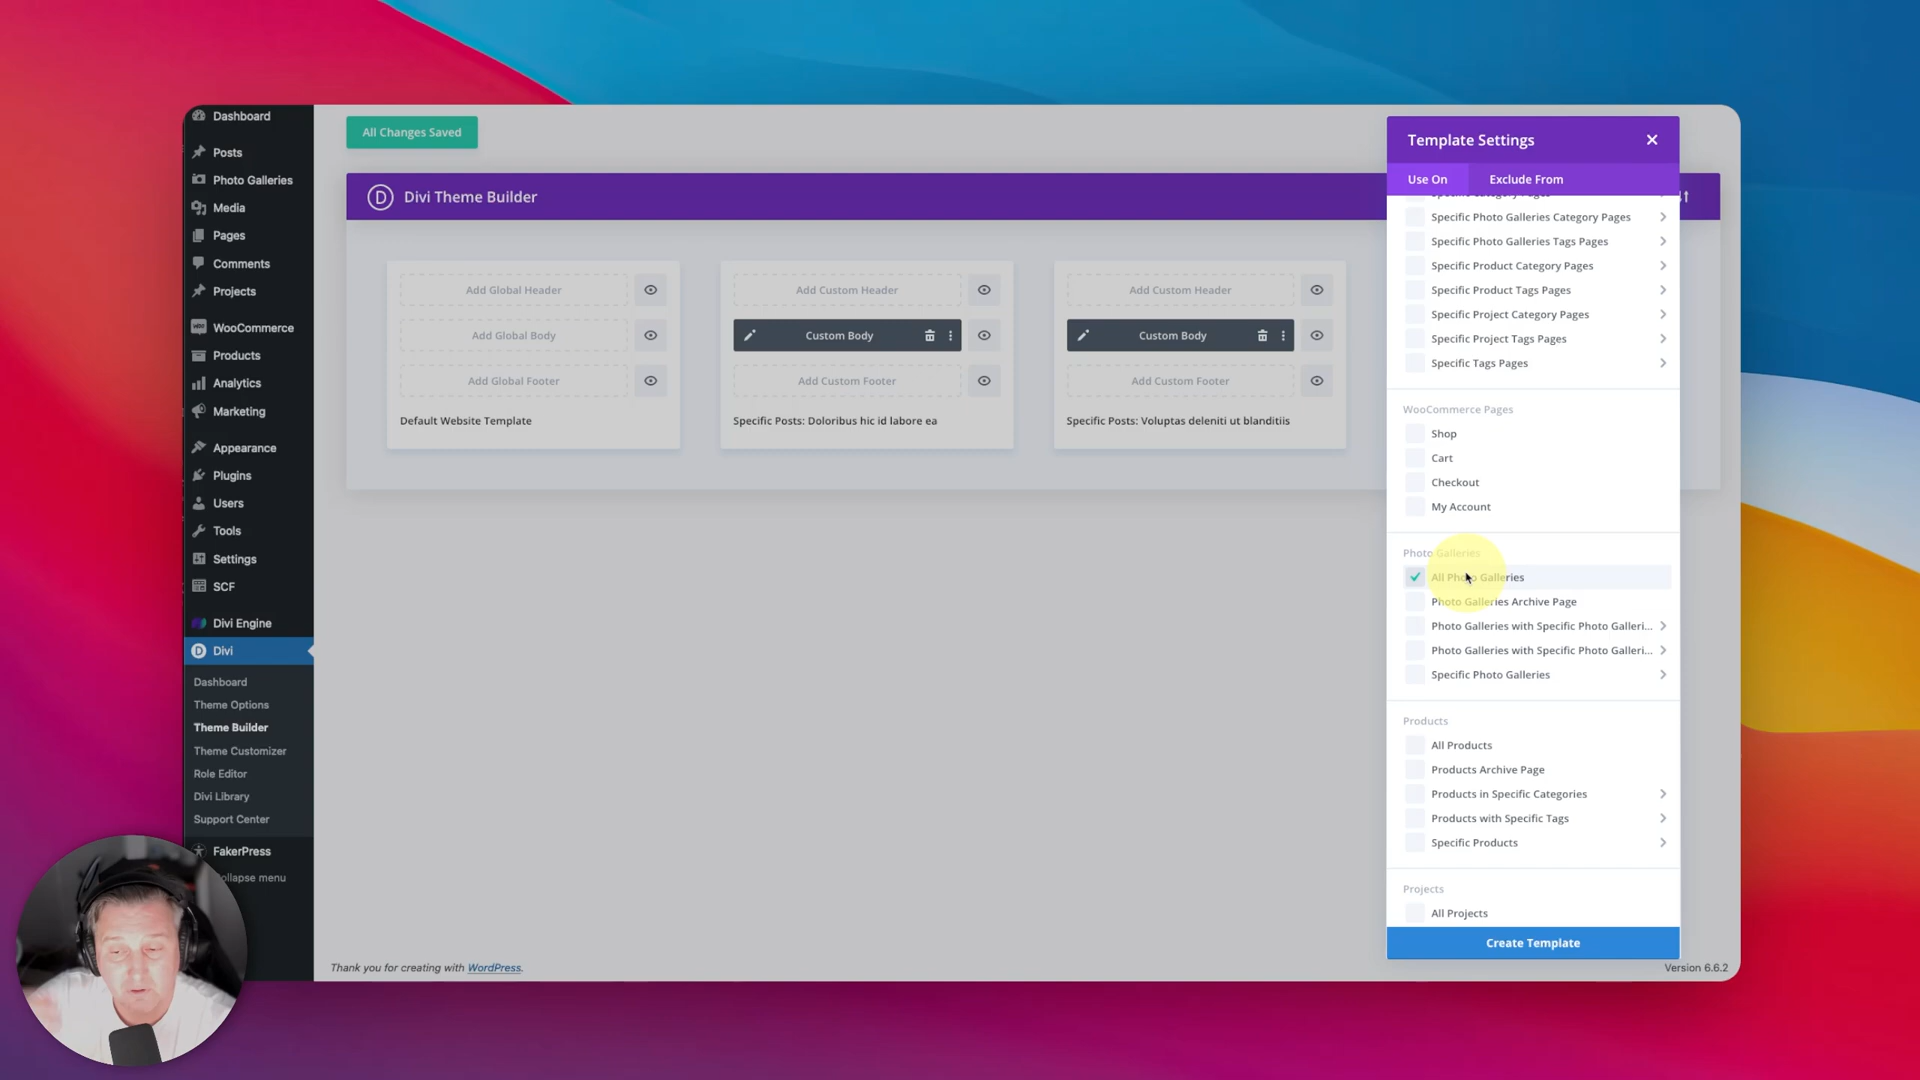 Dashboard
Posts
Photo Galleries
Media
Pages
Comments
Projects
WooCommerce
Products
Analytics
Marketing
Appearance
Plugins
Users
Tools
Settings
SCF
Divi Engine
D Divi
Dashboard
Theme Options
Theme Builder
Theme Customizer
Role Editor
Divi Library
Support Center
FakerPress
ollapse menu
All Changes Saved
D Divi Theme Builder
Add Global Header
Add Global Body
Add Global Footer
Default Website Template
Add Custom Header
Custom Body
Add Custom Footer
Specific Posts: Doloribus hic id labore ea
Add Custom Header
Custom Body
Add Custom Footer
Specific Posts: Voluptas deleniti ut blanditiis
Thank you for creating with WordPress.
Version 6.6.2
Template Settings
Use On Exclude From
Specific Category Pages
Specific Photo Galleries Category Pages
Specific Photo Galleries Tags Pages
Specific Product Category Pages
Specific Product Tags Pages
Specific Project Category Pages
Specific Project Tags Pages
Specific Tags Pages
WooCommerce Pages
Shop
Cart
Checkout
My Account
Photo Galleries
All Photo Galleries
Photo Galleries Archive Page
Photo Galleries with Specific Photo Galleri...
Photo Galleries with Specific Photo Galleri...
Specific Photo Galleries
Products
All Products
Products Archive Page
Products in Specific Categories
Products with Specific Tags
Specific Products
Projects
All Projects
Create Template